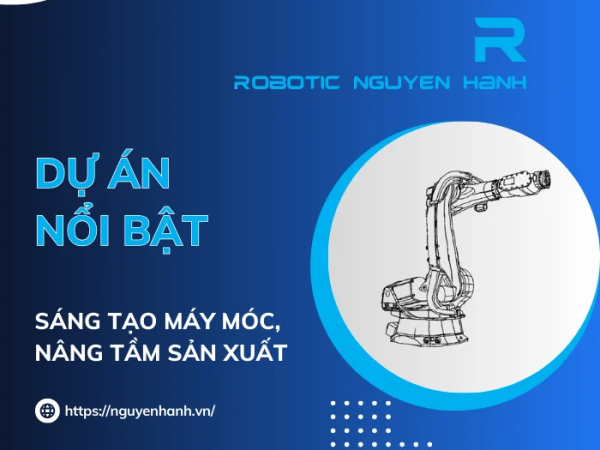 R
ROBOTIC NGUYEN HANH
DỰ ÁN
NỔI BẬT
SÁNG TẠO MÁY MÓC,
NÂNG TẦM SẢN XUẤT
https://nguyenhanh.vn/